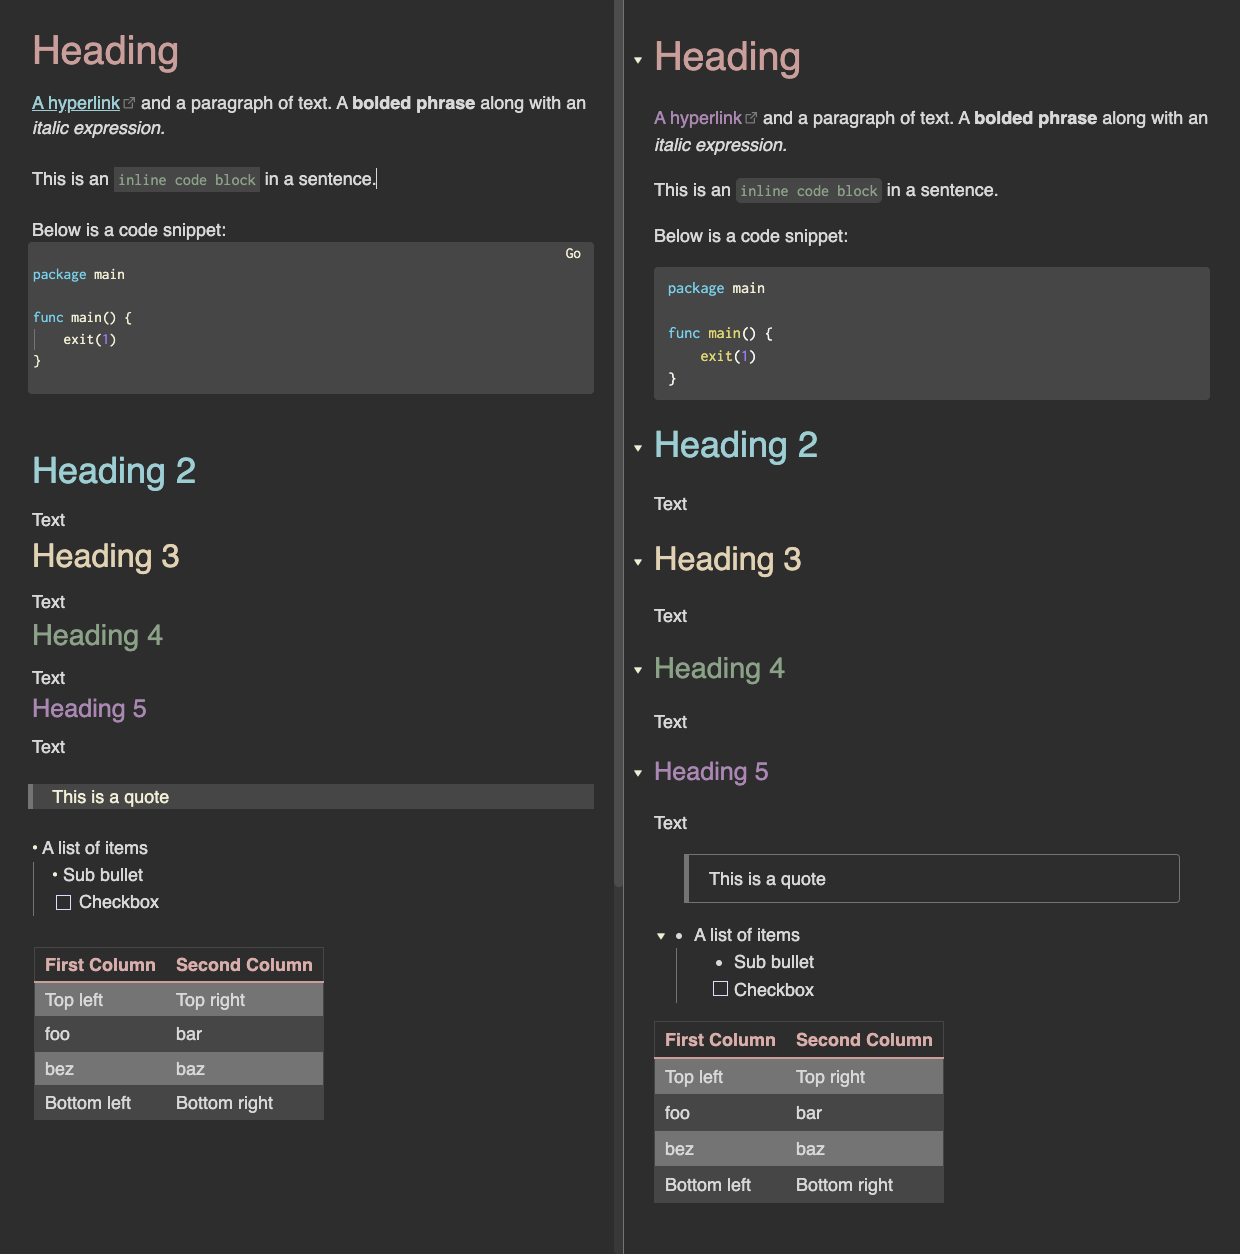 Heading
A hyperlink and a paragraph of text. A bolded phrase along with an
italic expression.
This is an inline code block in a sentence.
Below is a code snippet:
Go
package main
func main() {
    exit(1)
}
Heading 2
Text
Heading 3
Text
Heading 4
Text
Heading 5
Text
This is a quote
• A list of items
• Sub bullet
Checkbox
First Column Second Column
Top left Top right
foo bar
bez baz
Bottom left Bottom right
Heading
A hyperlink and a paragraph of text. A bolded phrase along with an
italic expression.
This is an inline code block in a sentence.
Below is a code snippet:
package main
func main() {
    exit(1)
}
Heading 2
Text
Heading 3
Text
Heading 4
Text
Heading 5
Text
This is a quote
• A list of items
• Sub bullet
Checkbox
First Column Second Column
Top left Top right
foo bar
bez baz
Bottom left Bottom right